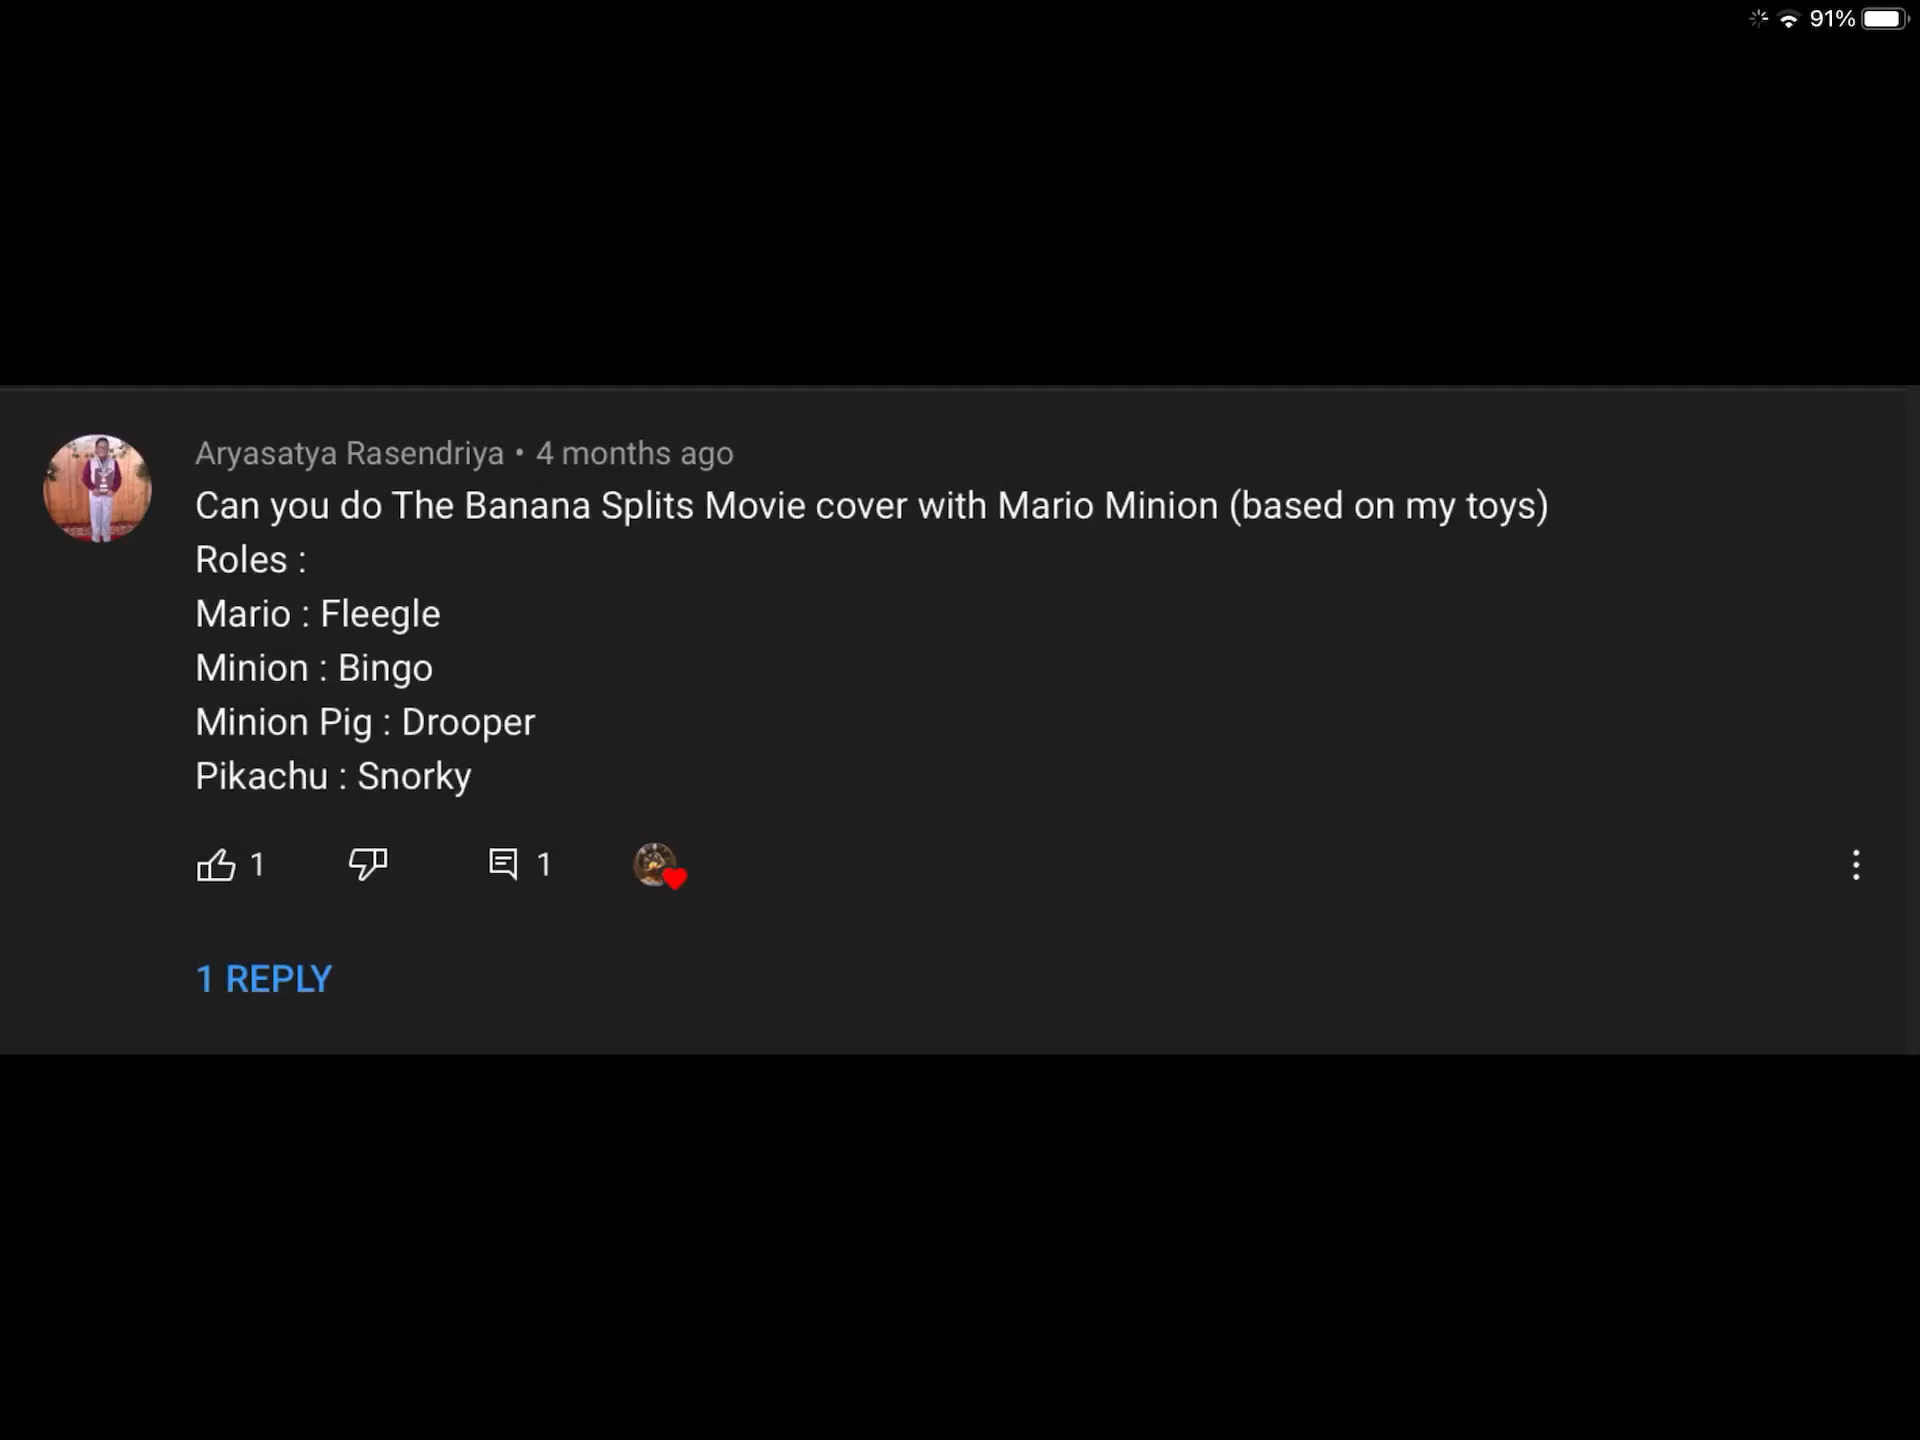 91%
Aryasatya Rasendriya • 4 months ago
Can you do The Banana Splits Movie cover with Mario Minion (based on my toys)
Roles :
Mario : Fleegle
Minion : Bingo
Minion Pig : Drooper
Pikachu : Snorky
1 1
1 REPLY